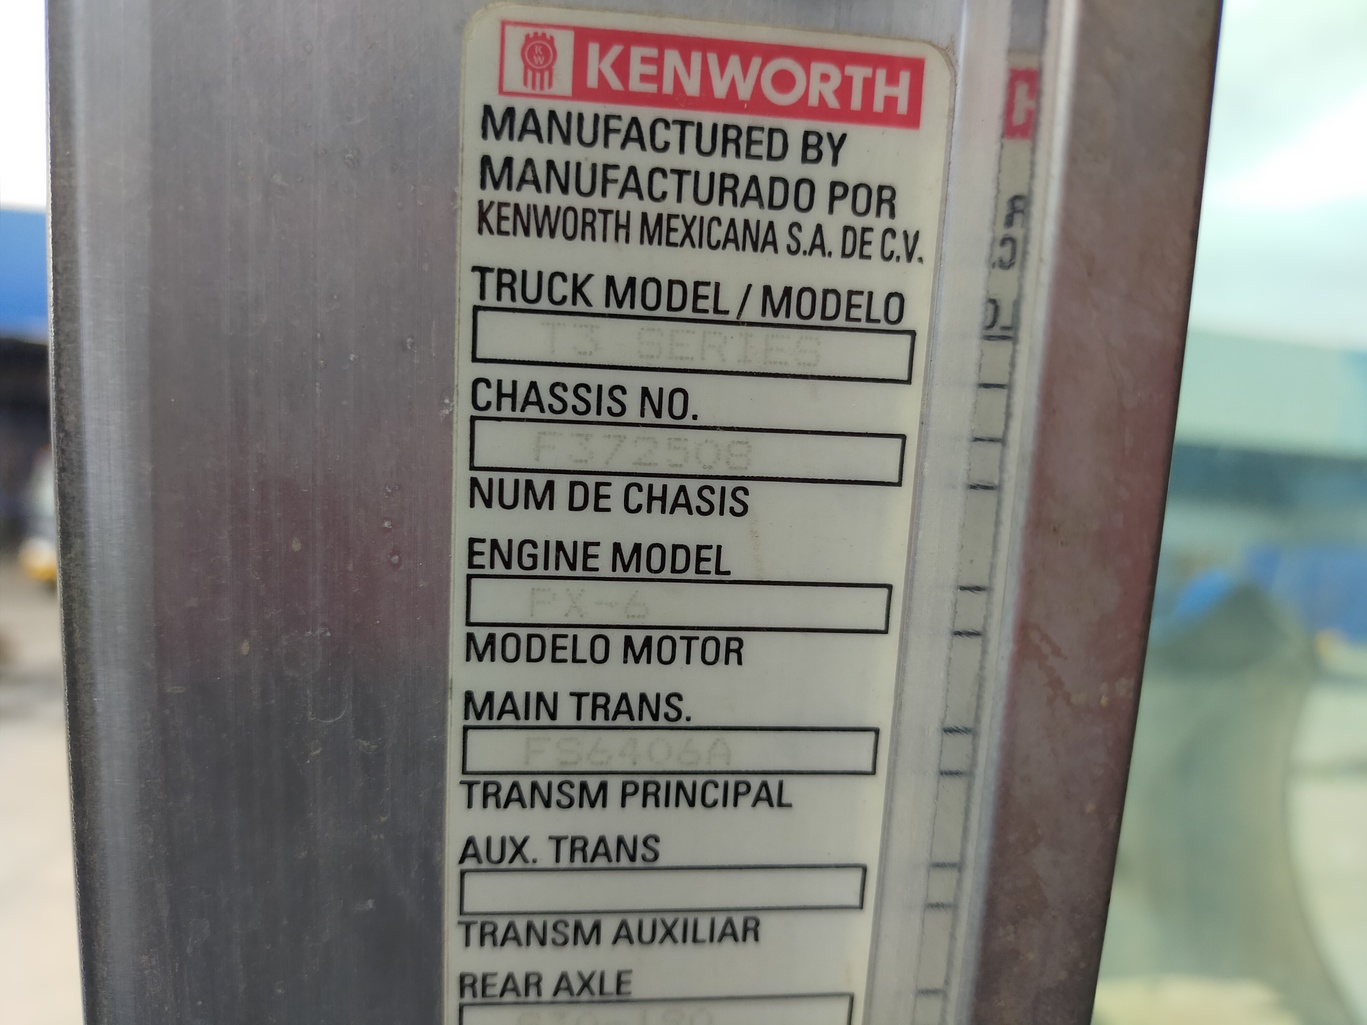 KW KENWORTH
MANUFACTURED BY
MANUFACTURADO POR
KENWORTH MEXICANA S.A. DE C.V.
TRUCK MODEL / MODELO
T3 SERIES
CHASSIS NO.
F372508
NUM DE CHASIS
ENGINE MODEL
PX-6
MODELO MOTOR
MAIN TRANS.
FS6406A
TRANSM PRINCIPAL
AUX. TRANS
TRANSM AUXILIAR
REAR AXLE